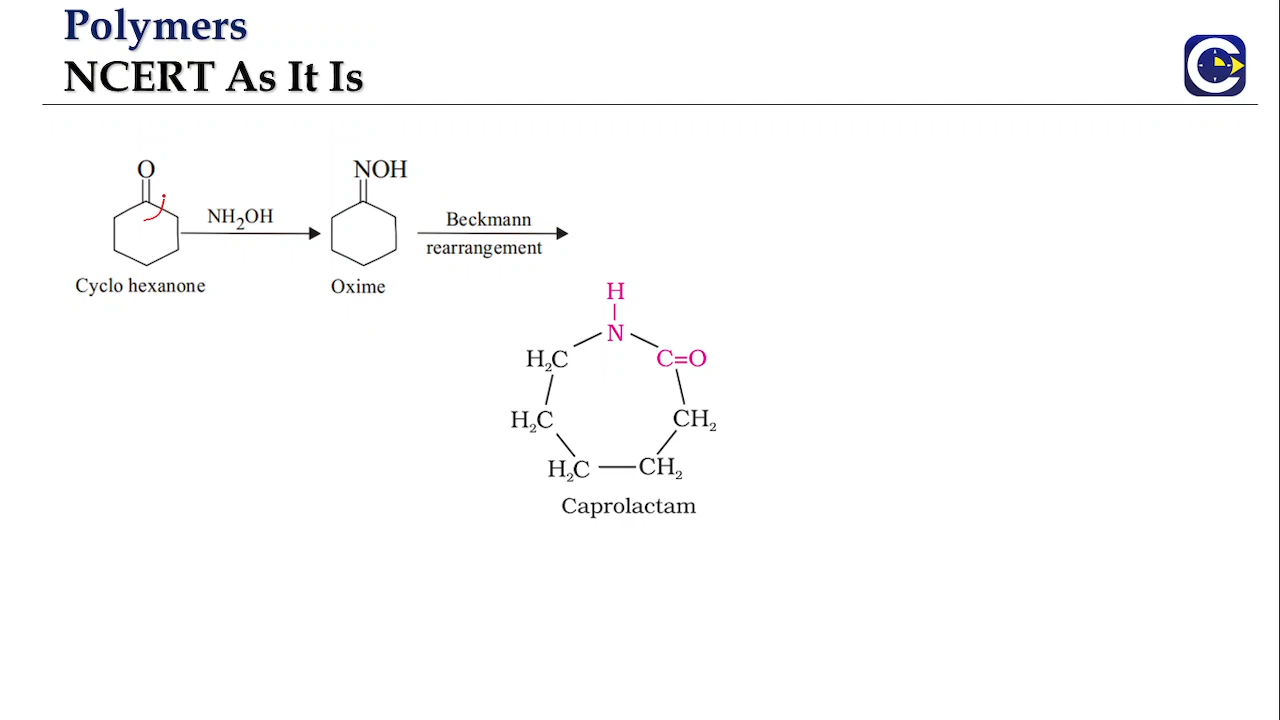 Polymers
NCERT As It Is
O
NOH
NH₂OH
Beckmann
rearrangement
Cyclo hexanone
Oxime
H
N
H₂C
C=O
H₂C
CH₂
H₂C
CH₂
Caprolactam